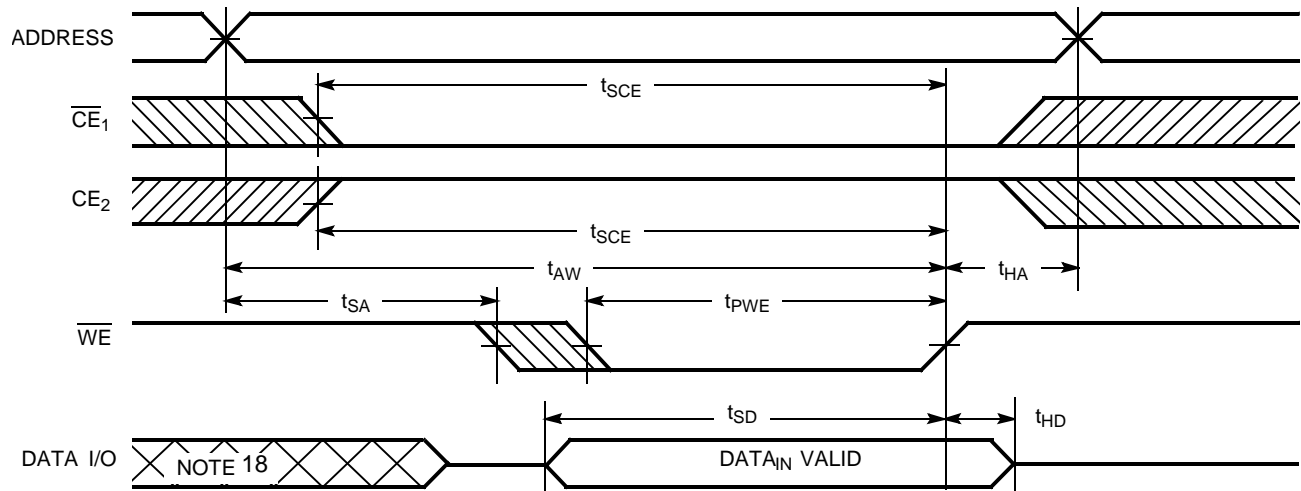 ADDRESS
tSCE
CE1
CE2
tSCE
tAW
tHA
tSA
tPWE
WE
tSD
tHD
DATA I/O
NOTE 18
DATAIN VALID